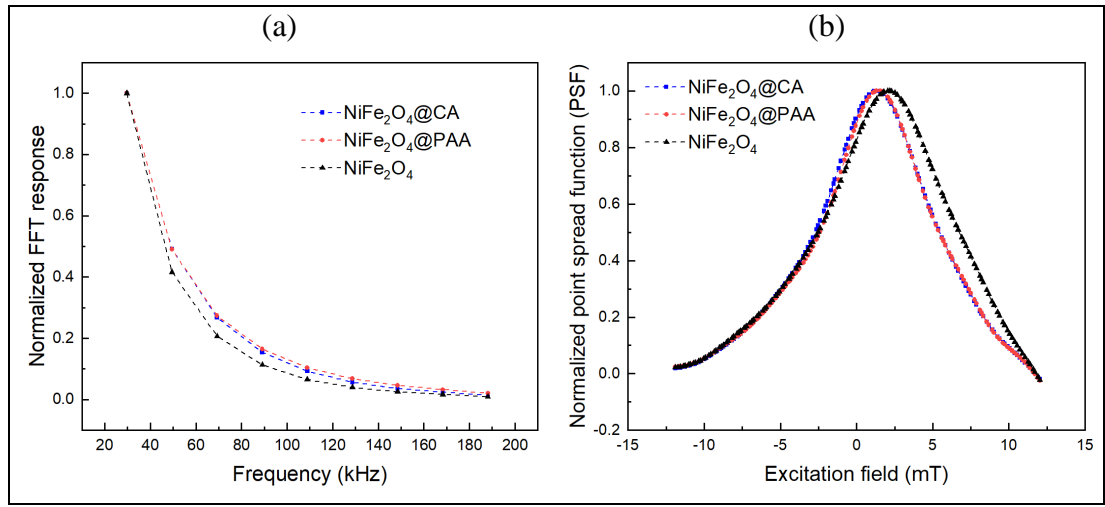 (a)
Normalized FFT response
1.0
0.8
0.6
0.4
0.2
0.0
NiFe₂O₄@CA
NiFe₂O₄@PAA
NiFe₂O₄
20 40 60 80 100 120 140 160 180 200
Frequency (kHz)
(b)
Normalized point spread function (PSF)
1.0
0.8
0.6
0.4
0.2
0.0
-0.2
NiFe₂O₄@CA
NiFe₂O₄@PAA
NiFe₂O₄
-15 -10 -5 0 5 10 15
Excitation field (mT)